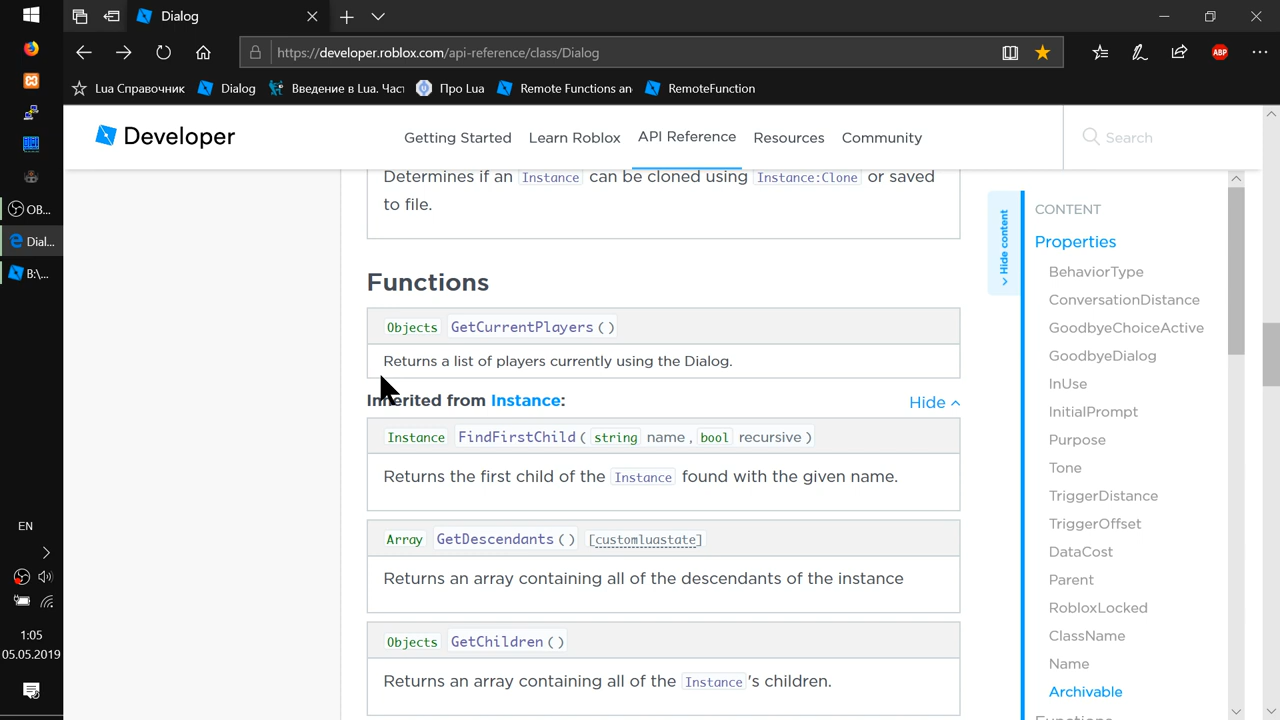 Dialog
https://developer.roblox.com/api-reference/class/Dialog
ABP
Lua Справочник
Dialog
Введение в Lua. Част
Про Lua
Remote Functions an
RemoteFunction
Developer
Getting Started
Learn Roblox
API Reference
Resources
Community
Search
OB...
Dial...
B:\...
EN
1:05
05.05.2019
Determines if an Instance can be cloned using Instance:Clone or saved
to file.
Functions
Objects GetCurrentPlayers ( )
Returns a list of players currently using the Dialog.
Inherited from Instance:
Hide
Instance FindFirstChild ( string name , bool recursive )
Returns the first child of the Instance found with the given name.
Array GetDescendants ( ) [customluastate]
Returns an array containing all of the descendants of the instance
Objects GetChildren ( )
Returns an array containing all of the Instance 's children.
Hide content
CONTENT
Properties
BehaviorType
ConversationDistance
GoodbyeChoiceActive
GoodbyeDialog
InUse
InitialPrompt
Purpose
Tone
TriggerDistance
TriggerOffset
DataCost
Parent
RobloxLocked
ClassName
Name
Archivable
Functions